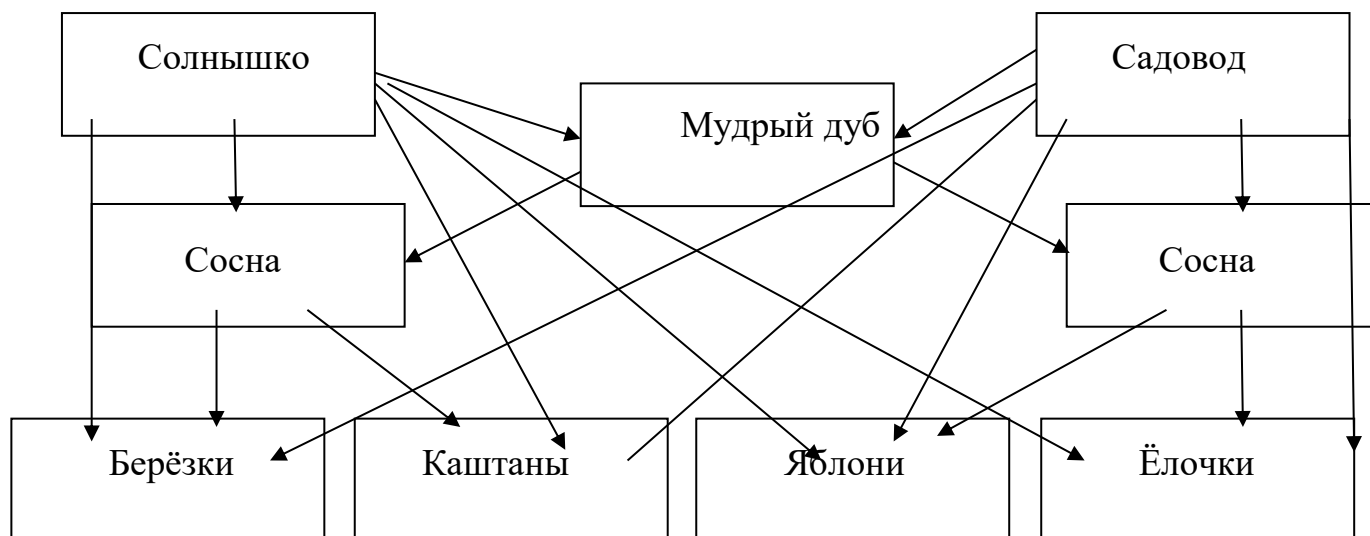 Солнышко
Садовод
Мудрый дуб
Сосна
Сосна
Берёзки
Каштаны
Яблони
Ёлочки